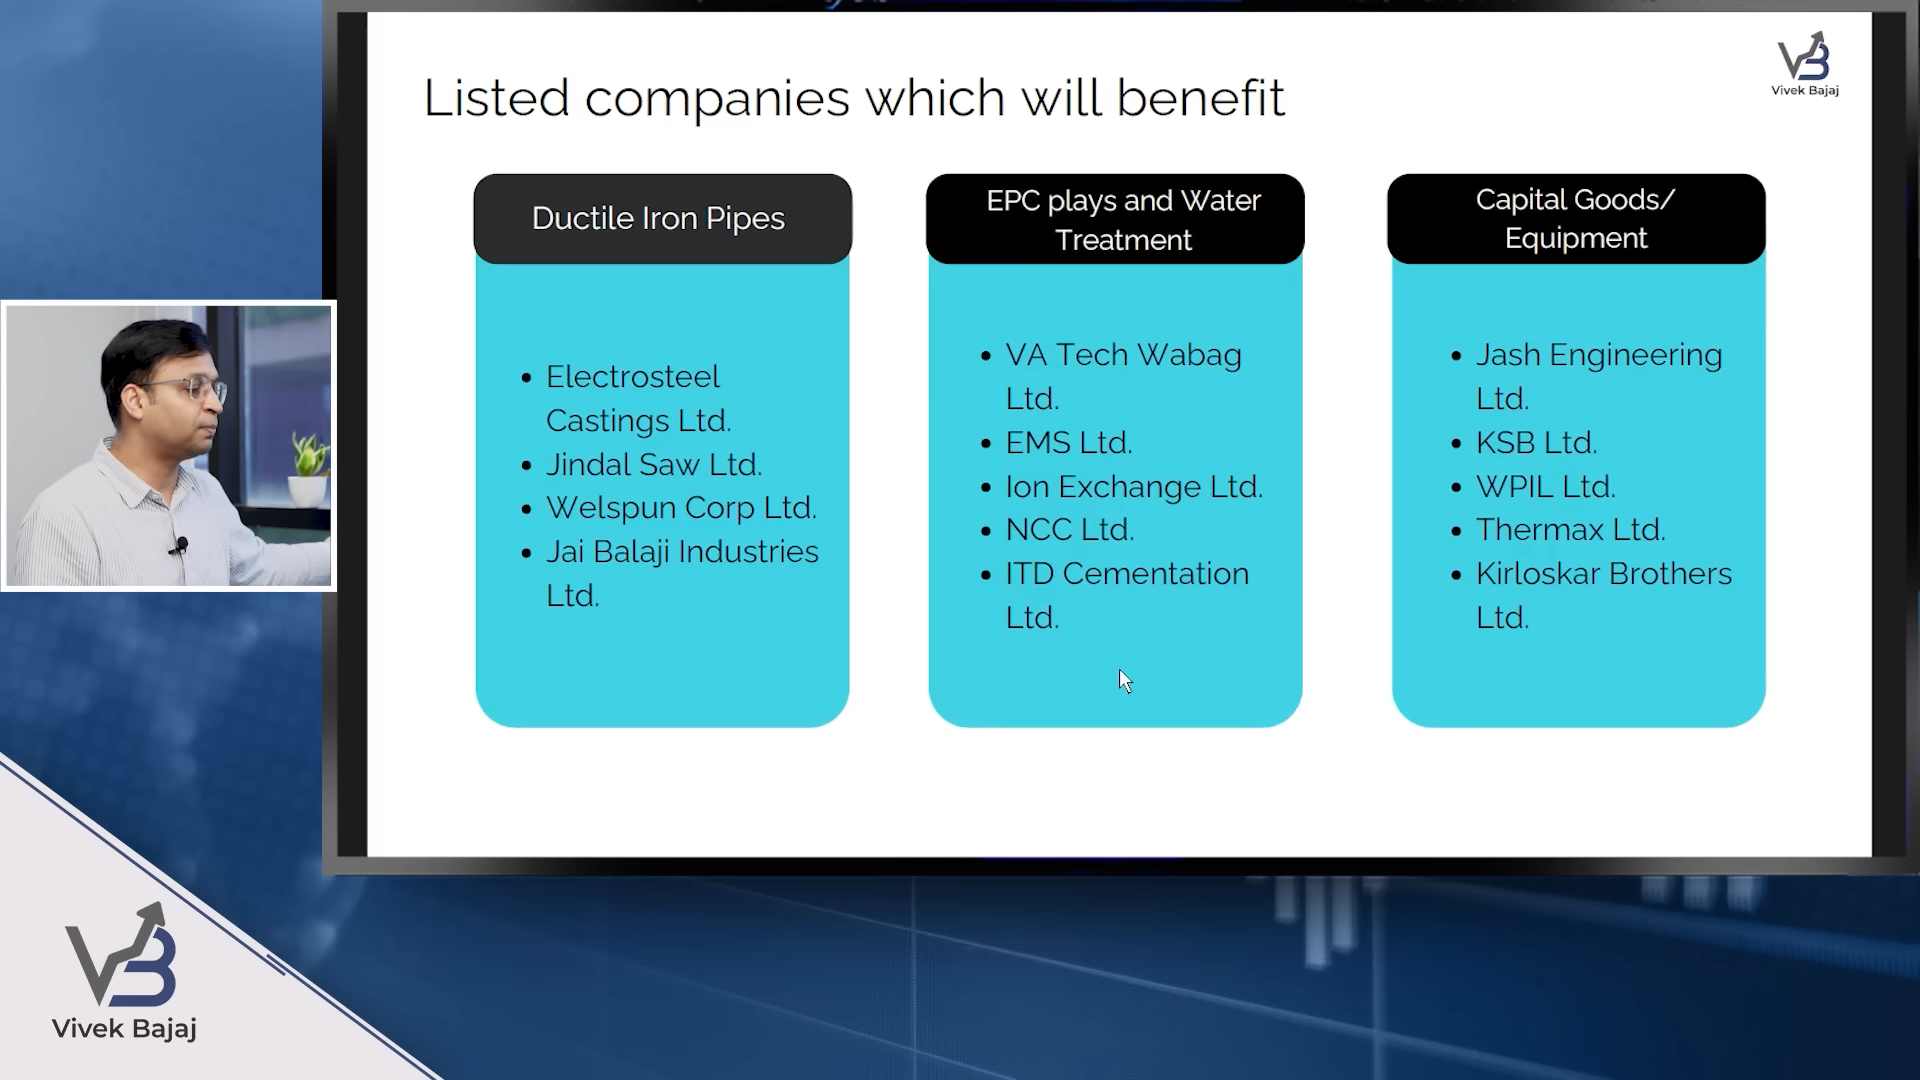 Listed companies which will benefit
VB
Vivek Bajaj
Ductile Iron Pipes
Electrosteel
Castings Ltd.
Jindal Saw Ltd.
Welspun Corp Ltd.
Jai Balaji Industries
Ltd.
EPC plays and Water
Treatment
VA Tech Wabag
Ltd.
EMS Ltd.
Ion Exchange Ltd.
NCC Ltd.
ITD Cementation
Ltd.
Capital Goods/
Equipment
Jash Engineering
Ltd.
KSB Ltd.
WPIL Ltd.
Thermax Ltd.
Kirloskar Brothers
Ltd.
VB
Vivek Bajaj